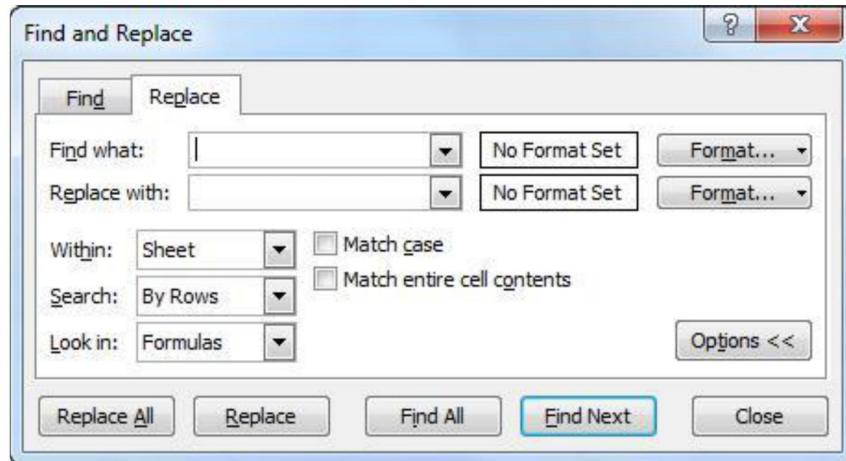 Find and Replace
Find Replace
Find what: No Format Set Format...
Replace with: No Format Set Format...
Within: Sheet Match case
Match entire cell contents
Search: By Rows
Look in: Formulas Options <<
Replace All Replace Find All Find Next Close